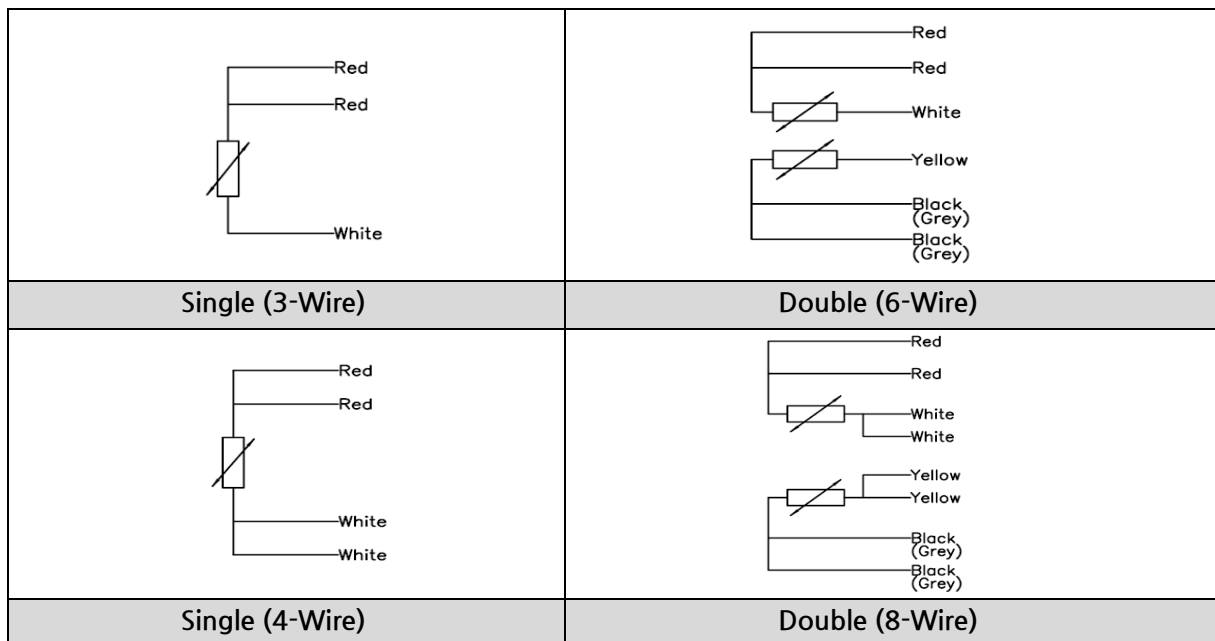 Red
Red
White
Single (3-Wire)
Red
Red
White
Yellow
Black
(Grey)
Black
(Grey)
Double (6-Wire)
Red
Red
White
White
Single (4-Wire)
Red
Red
White
White
Yellow
Yellow
Black
(Grey)
Black
(Grey)
Double (8-Wire)